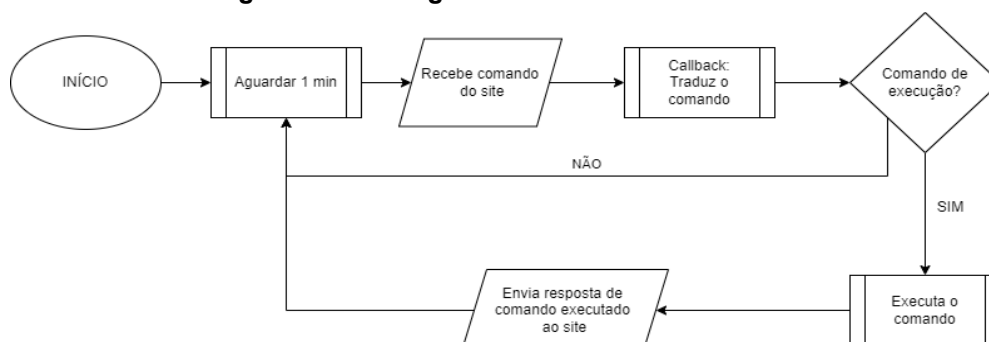 INÍCIO
Aguardar 1 min
Recebe comando
do site
Callback:
Traduz o
comando
Comando de
execução?
NÃO
SIM
Executa o
comando
Envia resposta de
comando executado
ao site